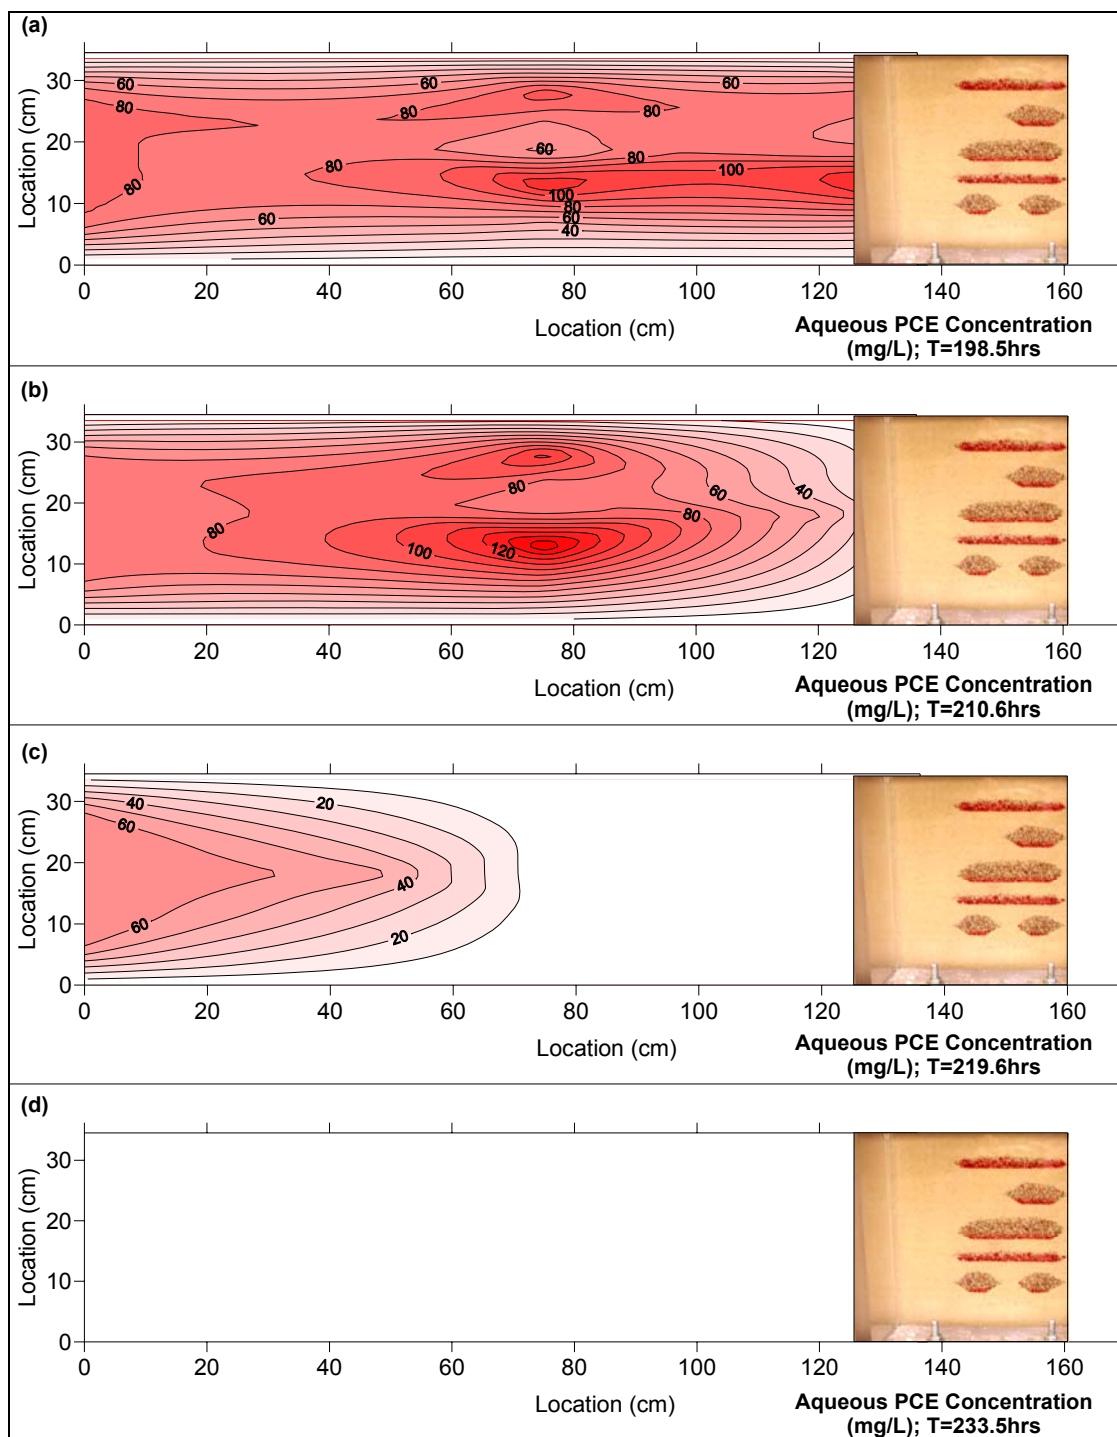 (a)
60 60 60
80 80 80
60
80 80
80 100
100
80
60 60
40
30
20
10
0
Location (cm)
0 20 40 60 80 100 120 140 160
Location (cm)
Aqueous PCE Concentration
(mg/L); T=198.5hrs
(b)
80 60 40
80 80
100 120
30
20
10
0
Location (cm)
0 20 40 60 80 100 120 140 160
Location (cm)
Aqueous PCE Concentration
(mg/L); T=210.6hrs
(c)
40 20
60
40
60
20
30
20
10
0
Location (cm)
0 20 40 60 80 100 120 140 160
Location (cm)
Aqueous PCE Concentration
(mg/L); T=219.6hrs
(d)
30
20
10
0
Location (cm)
0 20 40 60 80 100 120 140 160
Location (cm)
Aqueous PCE Concentration
(mg/L); T=233.5hrs